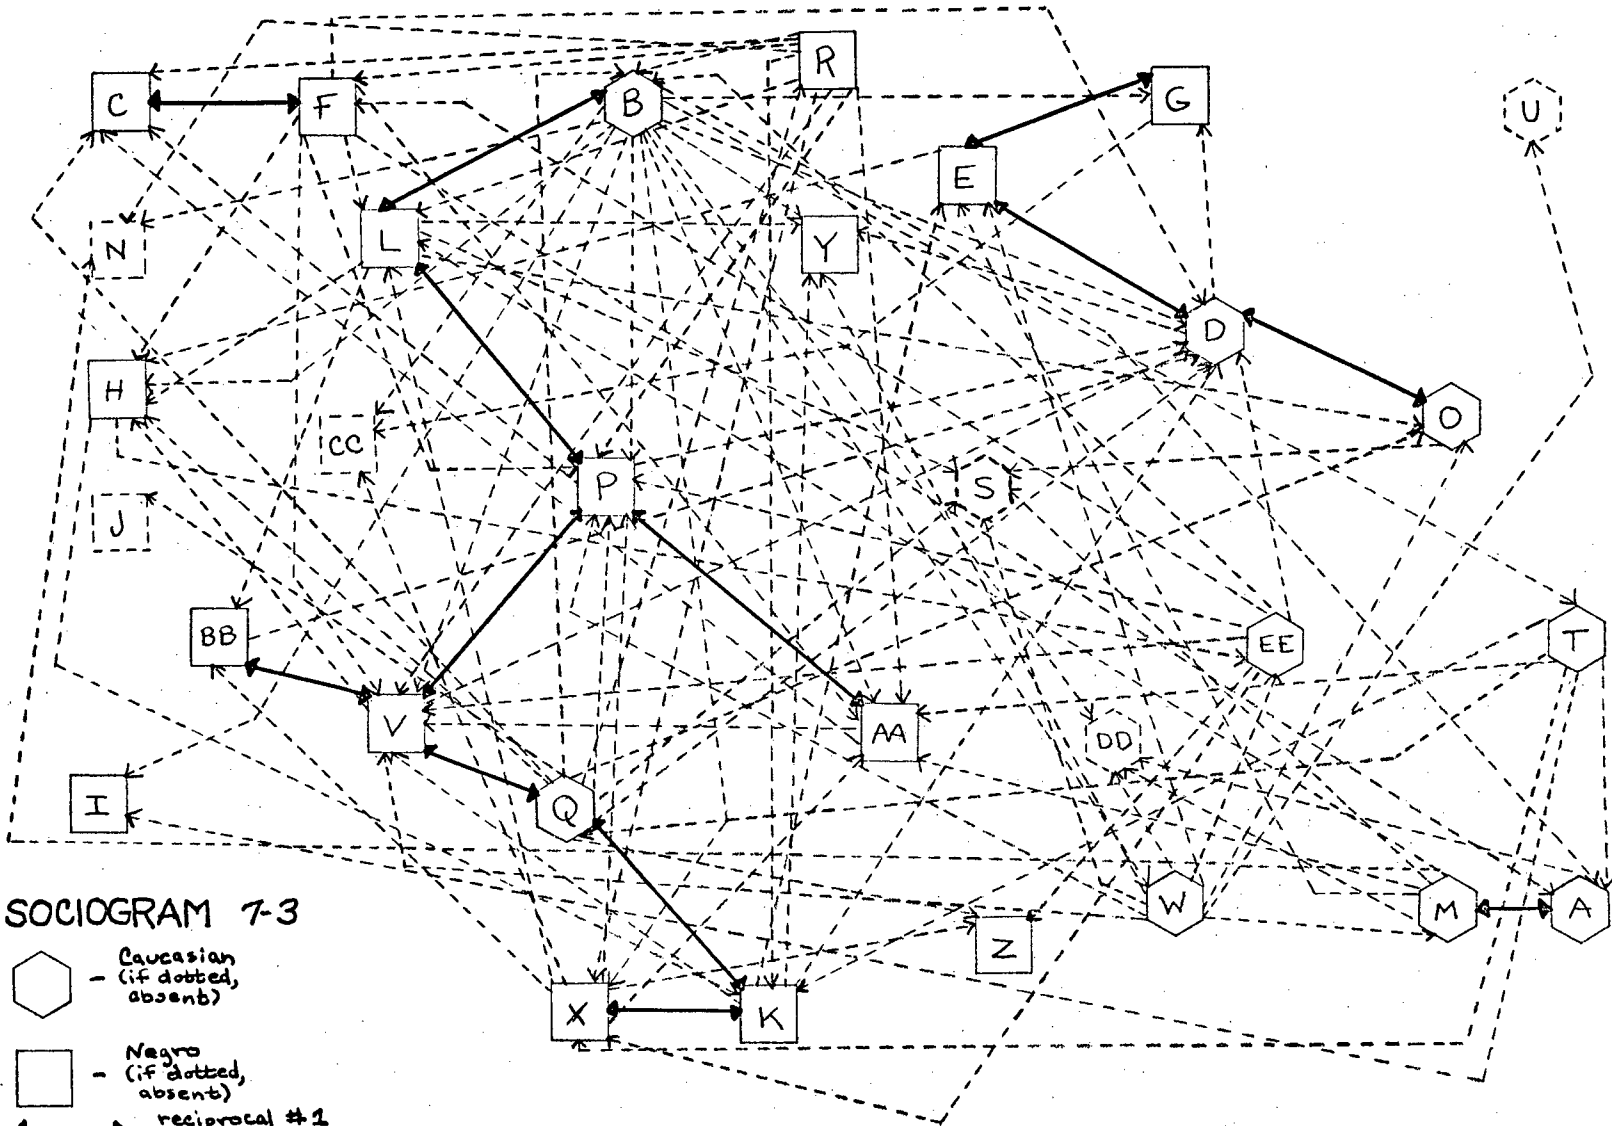 R
C
F
B
G
U
E
N
L
Y
D
H
CC
O
P
S
J
BB
EE
T
V
AA
DD
I
Q
W
M
A
SOCIOGRAM 7-3
Z
Caucasian
- (if dotted,
absent)
X
K
Negro
- (if dotted,
absent)
reciprocal #1